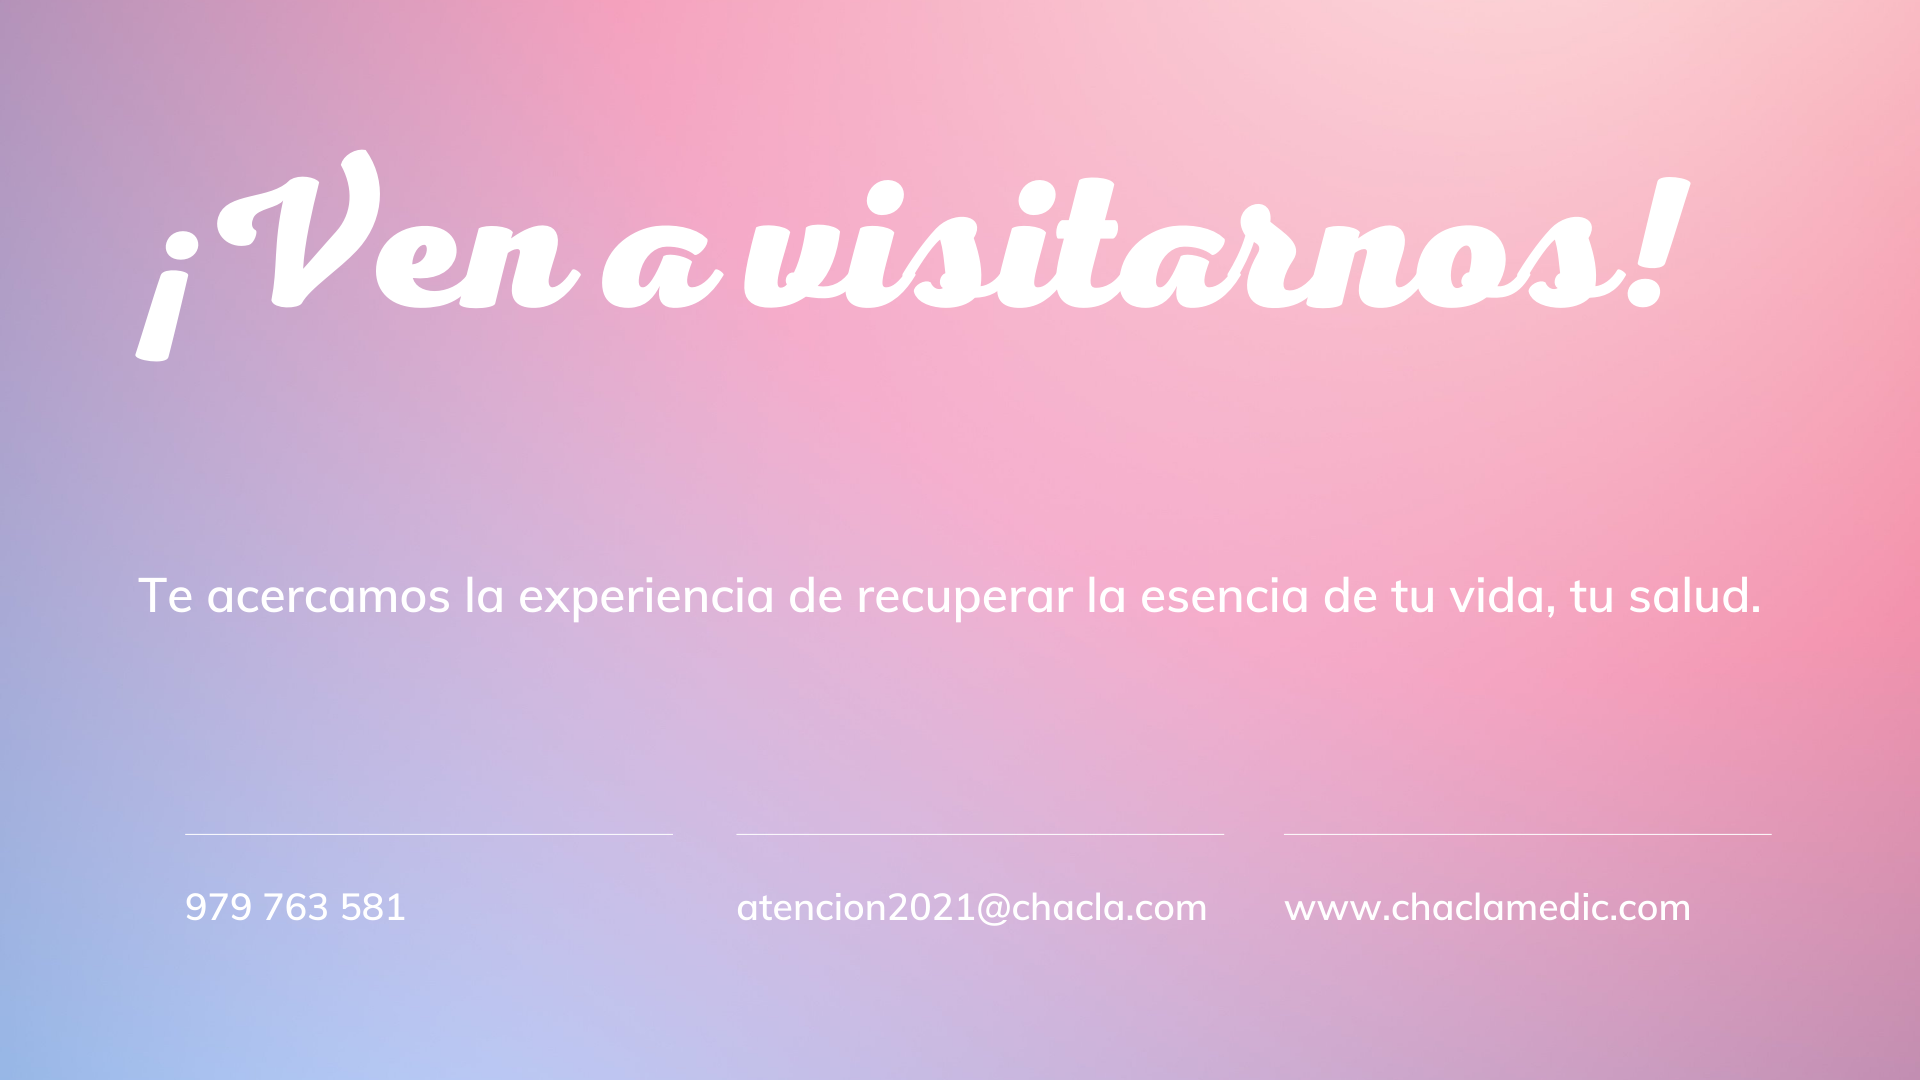 ¡Ven a visitarnos!
Te acercamos la experiencia de recuperar la esencia de tu vida, tu salud.
979 763 581
atencion2021@chacla.com
www.chaclamedic.com